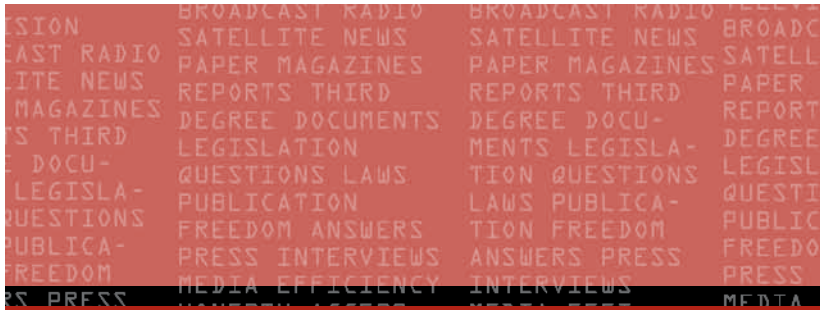 ISION
CAST RADIO
LITE NEWS
MAGAZINES
TS THIRD
E DOCU-
LEGISLA-
QUESTIONS
PUBLICA-
FREEDOM
RS PRESS
BROADCAST RADIO
SATELLITE NEWS
PAPER MAGAZINES
REPORTS THIRD
DEGREE DOCUMENTS
LEGISLATION
QUESTIONS LAWS
PUBLICATION
FREEDOM ANSWERS
PRESS INTERVIEWS
MEDIA EFFICIENCY
BROADCAST RADIO
SATELLITE NEWS
PAPER MAGAZINES
REPORTS THIRD
DEGREE DOCU-
MENTS LEGISLA-
TION QUESTIONS
LAWS PUBLICA-
TION FREEDOM
ANSWERS PRESS
INTERVIEWS
BROADC
SATELL
PAPER
REPORT
DEGREE
LEGISL
QUESTI
PUBLIC
FREEDO
PRESS
MEDIA